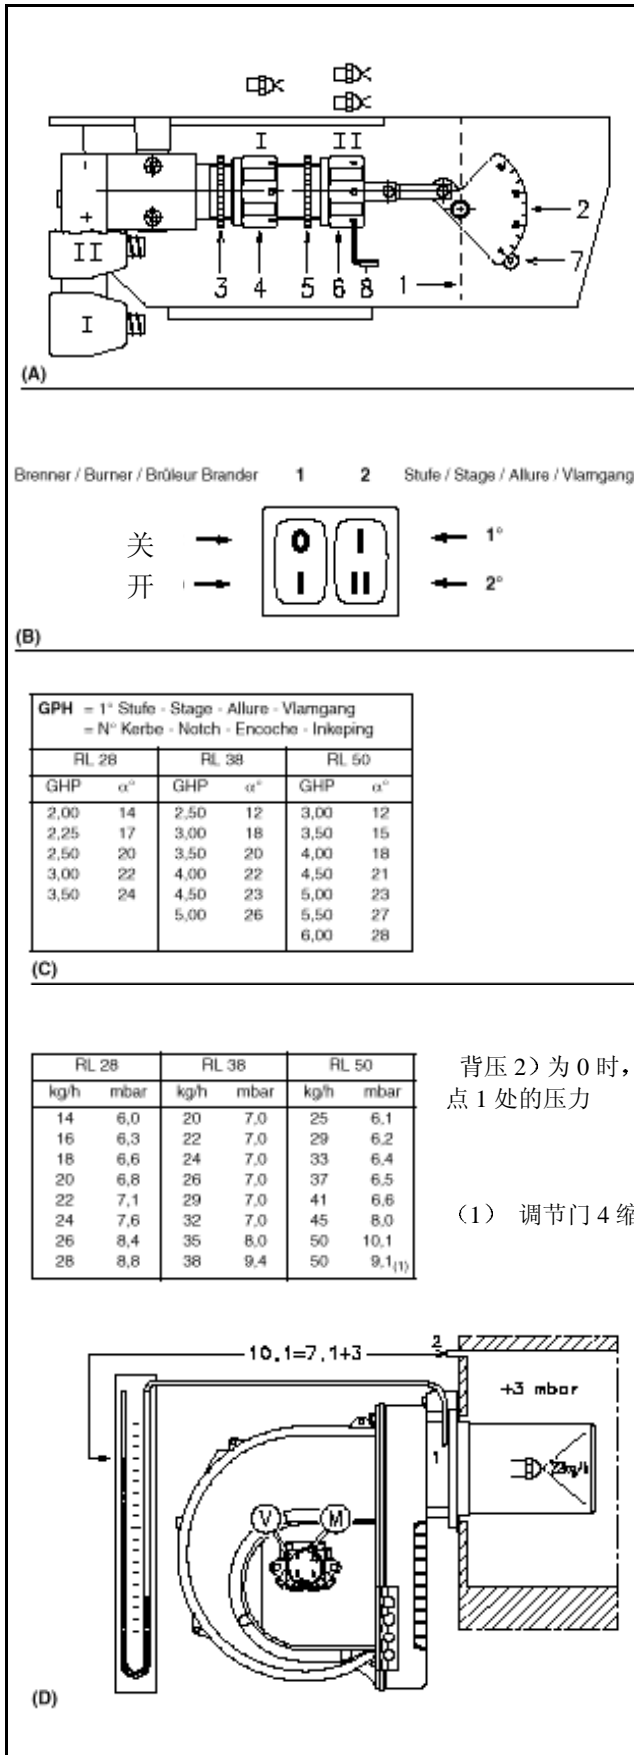 I II
II
I
- +
3 4 5 6 8 1 2 7
(A)
Brenner / Burner / Brûleur Brander 1 2 Stufe / Stage / Allure / Vlamgang
关 0 I 1°
开 I II 2°
(B)
GPH = 1° Stufe - Stage - Allure - Vlamgang
= N° Kerbe - Notch - Encoche - Inkeping
RL 28 RL 38 RL 50
GHP α° GHP α° GHP α°
2,00 14 2,50 12 3,00 12
2,25 17 3,00 18 3,50 15
2,50 20 3,50 20 4,00 18
3,00 22 4,00 22 4,50 21
3,50 24 4,50 23 5,00 23
5,00 26 5,50 27
6,00 28
(C)
RL 28 RL 38 RL 50
kg/h mbar kg/h mbar kg/h mbar
14 6,0 20 7,0 25 6,1
16 6,3 22 7,0 29 6,2
18 6,6 24 7,0 33 6,4
20 6,8 26 7,0 37 6,5
22 7,1 29 7,0 41 6,6
24 7,6 32 7,0 45 8,0
26 8,4 35 8,0 50 10,1
28 8,8 38 9,4 50 9,1(1)
背压 2）为 0 时，
点 1 处的压力
（1） 调节门 4 缩
10,1=7,1+3
2
+3 mbar
1
22kg/h
V M
(D)